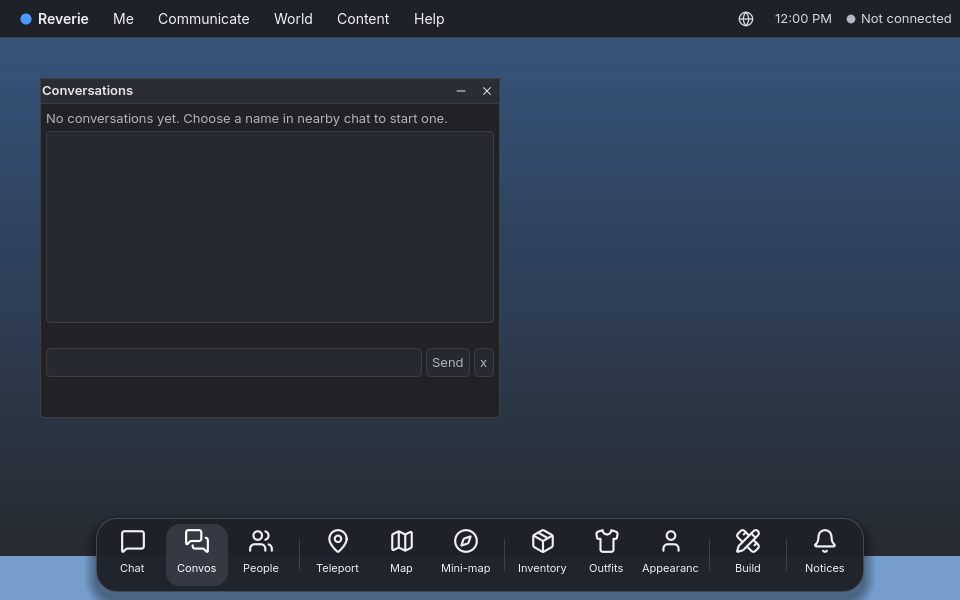 Reverie Me Communicate World Content Help 12:00 PM Not connected
Conversations
No conversations yet. Choose a name in nearby chat to start one.
Send x
Chat Convos People Teleport Map Mini-map Inventory Outfits Appearanc Build Notices